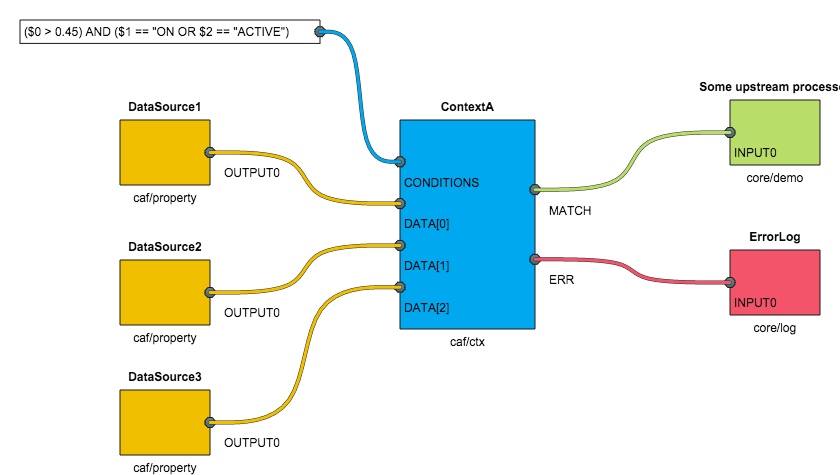 ($0 > 0.45) AND ($1 == "ON OR $2 == "ACTIVE")
DataSource1
OUTPUT0
caf/property
DataSource2
OUTPUT0
caf/property
DataSource3
OUTPUT0
caf/property
ContextA
CONDITIONS
DATA[0]
DATA[1]
DATA[2]
MATCH
ERR
caf/ctx
Some upstream process
INPUT0
core/demo
ErrorLog
INPUT0
core/log